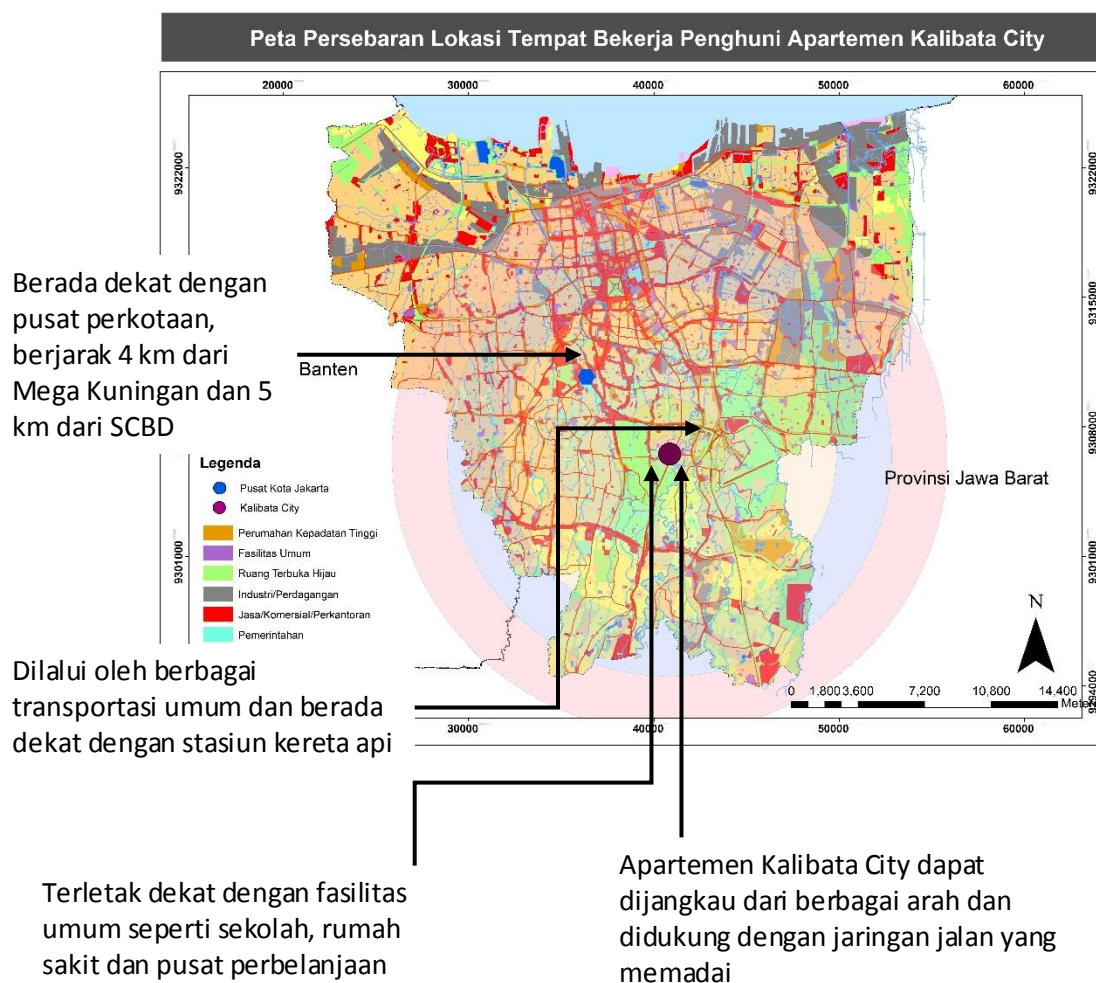 Peta Persebaran Lokasi Tempat Bekerja Penghuni Apartemen Kalibata City
20000 30000 40000 50000 60000
9322000
9322000
9315000
9308000
9301000
9301000
9294000
Berada dekat dengan
pusat perkotaan,
berjarak 4 km dari
Mega Kuningan dan 5
km dari SCBD
Banten
Provinsi Jawa Barat
Legenda
Pusat Kota Jakarta
Kalibata City
Perumahan Kepadatan Tinggi
Fasilitas Umum
Ruang Terbuka Hijau
Industri/Perdagangan
Jasa/Komersial/Perkantoran
Pemerintahan
N
0 1,800 3,600 7,200 10,800 14,400
Mete
30000 40000 50000 60000
Dilalui oleh berbagai
transportasi umum dan berada
dekat dengan stasiun kereta api
Terletak dekat dengan fasilitas
umum seperti sekolah, rumah
sakit dan pusat perbelanjaan
Apartemen Kalibata City dapat
dijangkau dari berbagai arah dan
didukung dengan jaringan jalan yang
memadai